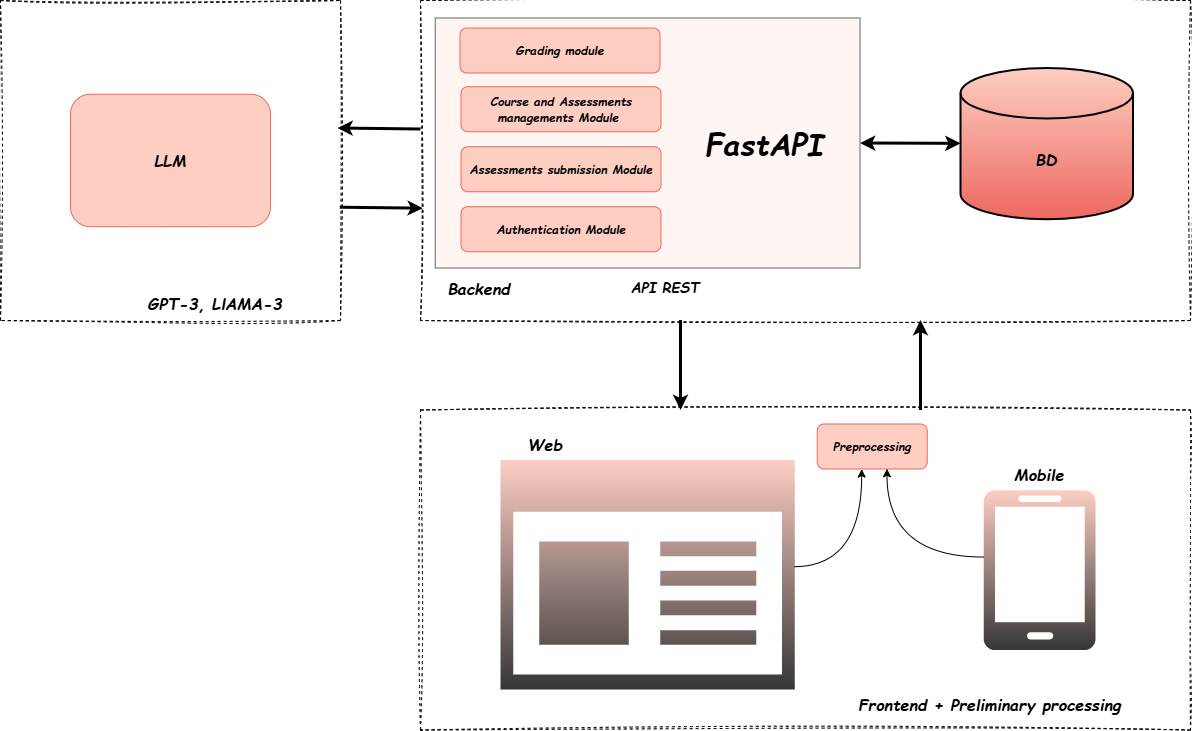 LLM
GPT-3, LlAMA-3
Grading module
Course and Assessments
managements Module
Assessments submission Module
Authentication Module
FastAPI
BD
Backend
API REST
Web
Preprocessing
Mobile
Frontend + Preliminary processing